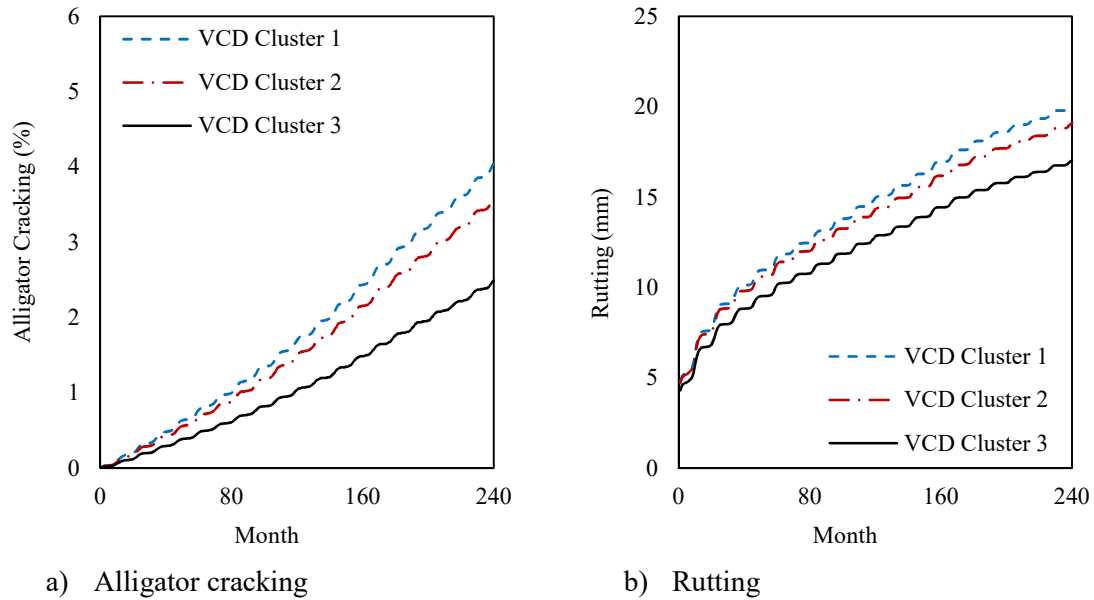 6
5
4
3
2
1
0
Alligator Cracking (%)
VCD Cluster 1
VCD Cluster 2
VCD Cluster 3
0 80 160 240
Month
a) Alligator cracking
25
20
15
10
5
0
Rutting (mm)
VCD Cluster 1
VCD Cluster 2
VCD Cluster 3
0 80 160 240
Month
b) Rutting